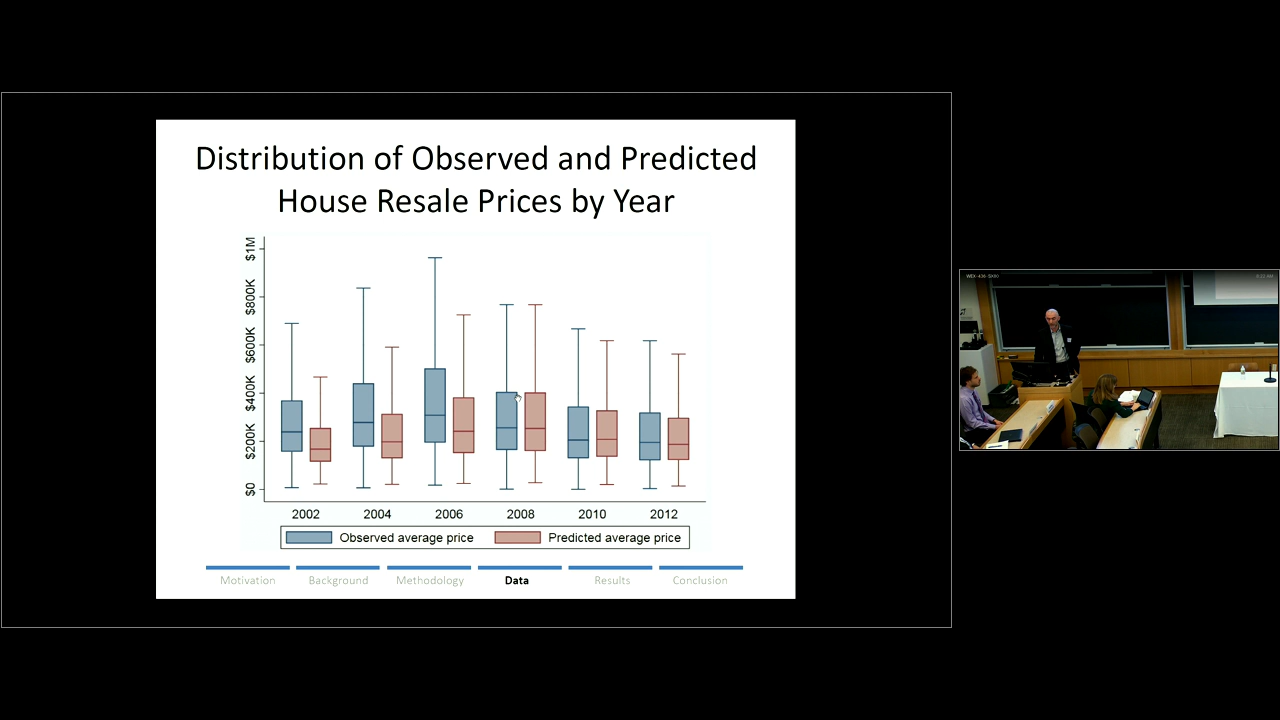 Distribution of Observed and Predicted
House Resale Prices by Year
$1M
$800K
$600K
$400K
$200K
$0
2002 2004 2006 2008 2010 2012
Observed average price Predicted average price
Motivation Background Methodology Data Results Conclusion